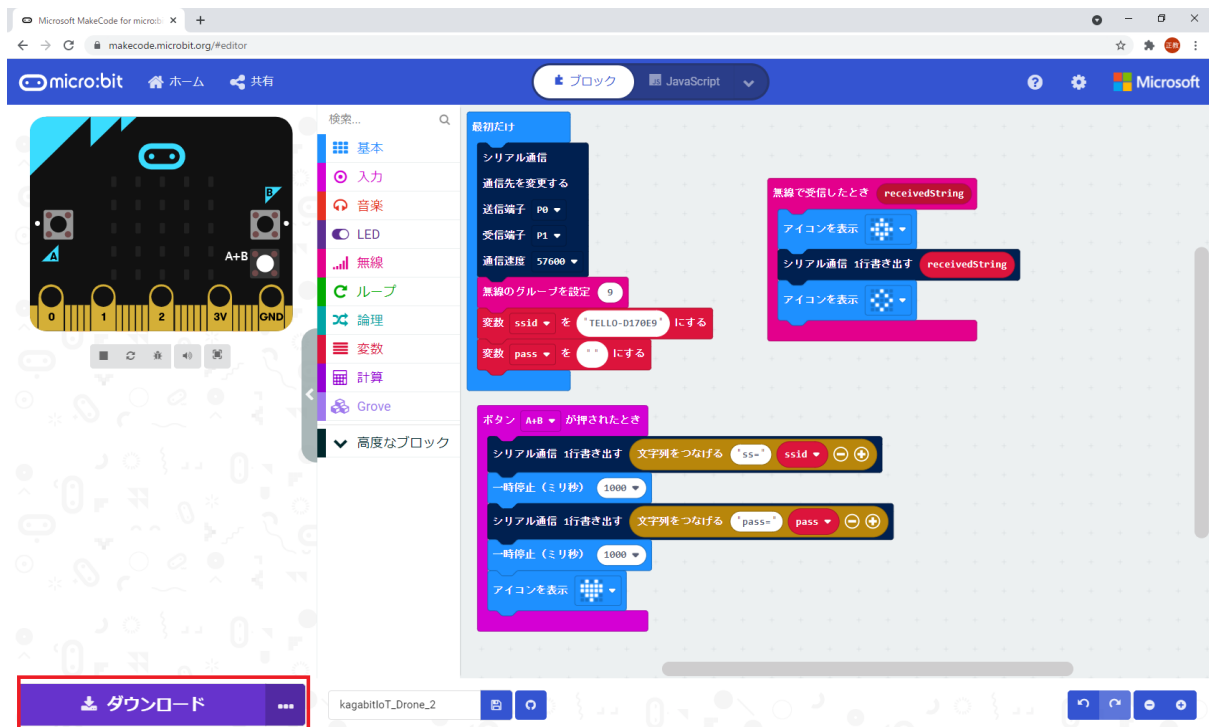 Microsoft MakeCode for micro:b
makecode.microbit.org/#editor
正敏
micro:bit
ホーム
共有
ブロック
JavaScript
Microsoft
検索...
基本
入力
音楽
LED
無線
ループ
論理
変数
計算
Grove
高度なブロック
A
B
A+B
0
1
2
3V
GND
最初だけ
シリアル通信
通信先を変更する
送信端子 P0
受信端子 P1
通信速度 57600
無線のグループを設定 9
変数 ssid を "TELLO-D170E9" にする
変数 pass を " " にする
無線で受信したとき receivedString
アイコンを表示
シリアル通信 1行書き出す receivedString
アイコンを表示
ボタン A+B が押されたとき
シリアル通信 1行書き出す 文字列をつなげる "ss=" ssid
一時停止（ミリ秒） 1000
シリアル通信 1行書き出す 文字列をつなげる "pass=" pass
一時停止（ミリ秒） 1000
アイコンを表示
ダウンロード
kagabitIoT_Drone_2